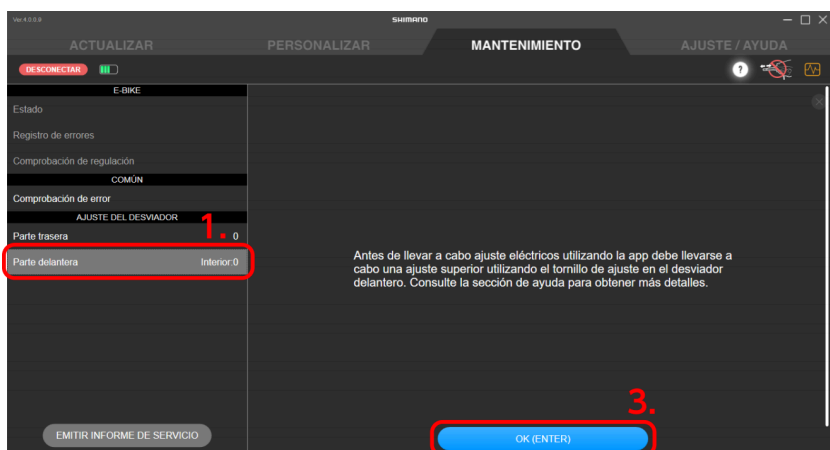 Ver.4.0.0.9
SHIMANO
ACTUALIZAR PERSONALIZAR MANTENIMIENTO AJUSTE / AYUDA
DESCONECTAR
?
E-BIKE
Estado
Registro de errores
Comprobación de regulación
COMÚN
Comprobación de error
AJUSTE DEL DESVIADOR
1.
Parte trasera 0
Parte delantera Interior:0
Antes de llevar a cabo ajuste eléctricos utilizando la app debe llevarse a
cabo una ajuste superior utilizando el tornillo de ajuste en el desviador
delantero. Consulte la sección de ayuda para obtener más detalles.
3.
EMITIR INFORME DE SERVICIO
OK (ENTER)